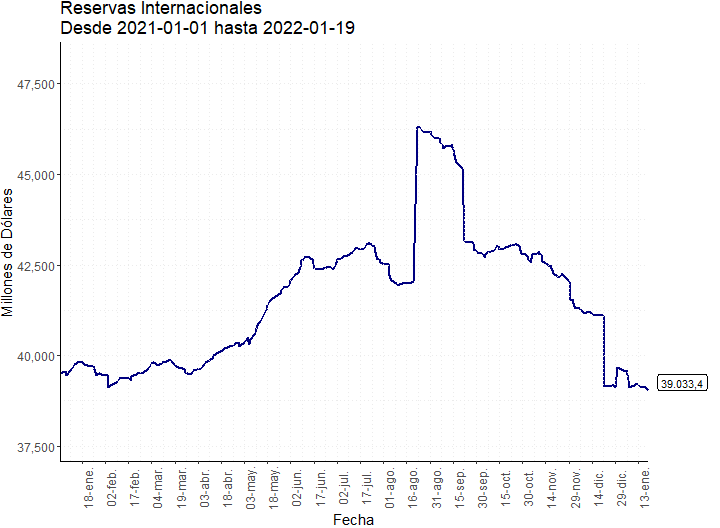 Reservas Internacionales
Desde 2021-01-01 hasta 2022-01-19
Millones de Dólares
47,500
45,000
42,500
40,000
37,500
39.033,4
18-ene.
02-feb.
17-feb.
04-mar.
19-mar.
03-abr.
18-abr.
03-may.
18-may.
02-jun.
17-jun.
02-jul.
17-jul.
01-ago.
16-ago.
31-ago.
15-sep.
30-sep.
15-oct.
30-oct.
14-nov.
29-nov.
14-dic.
29-dic.
13-ene.
Fecha